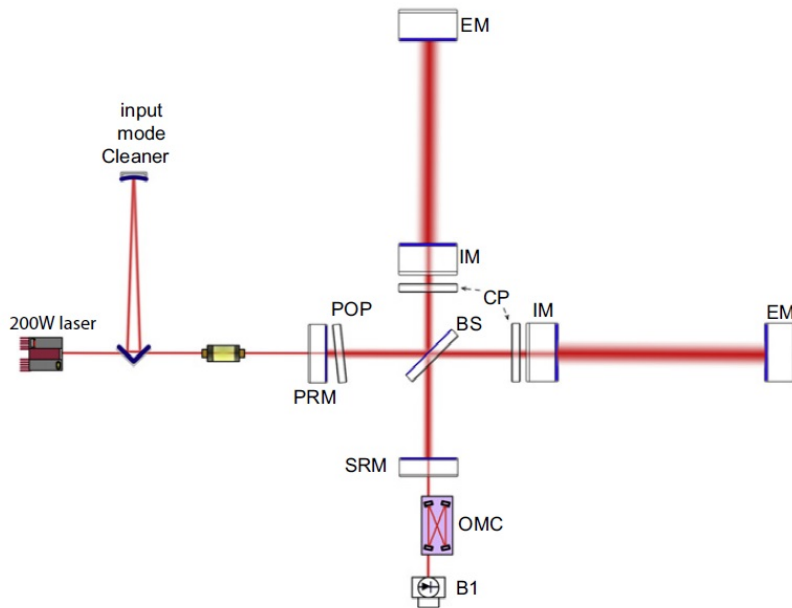 EM
input
mode
Cleaner
IM
CP
POP
BS
IM
EM
200W laser
PRM
SRM
OMC
B1